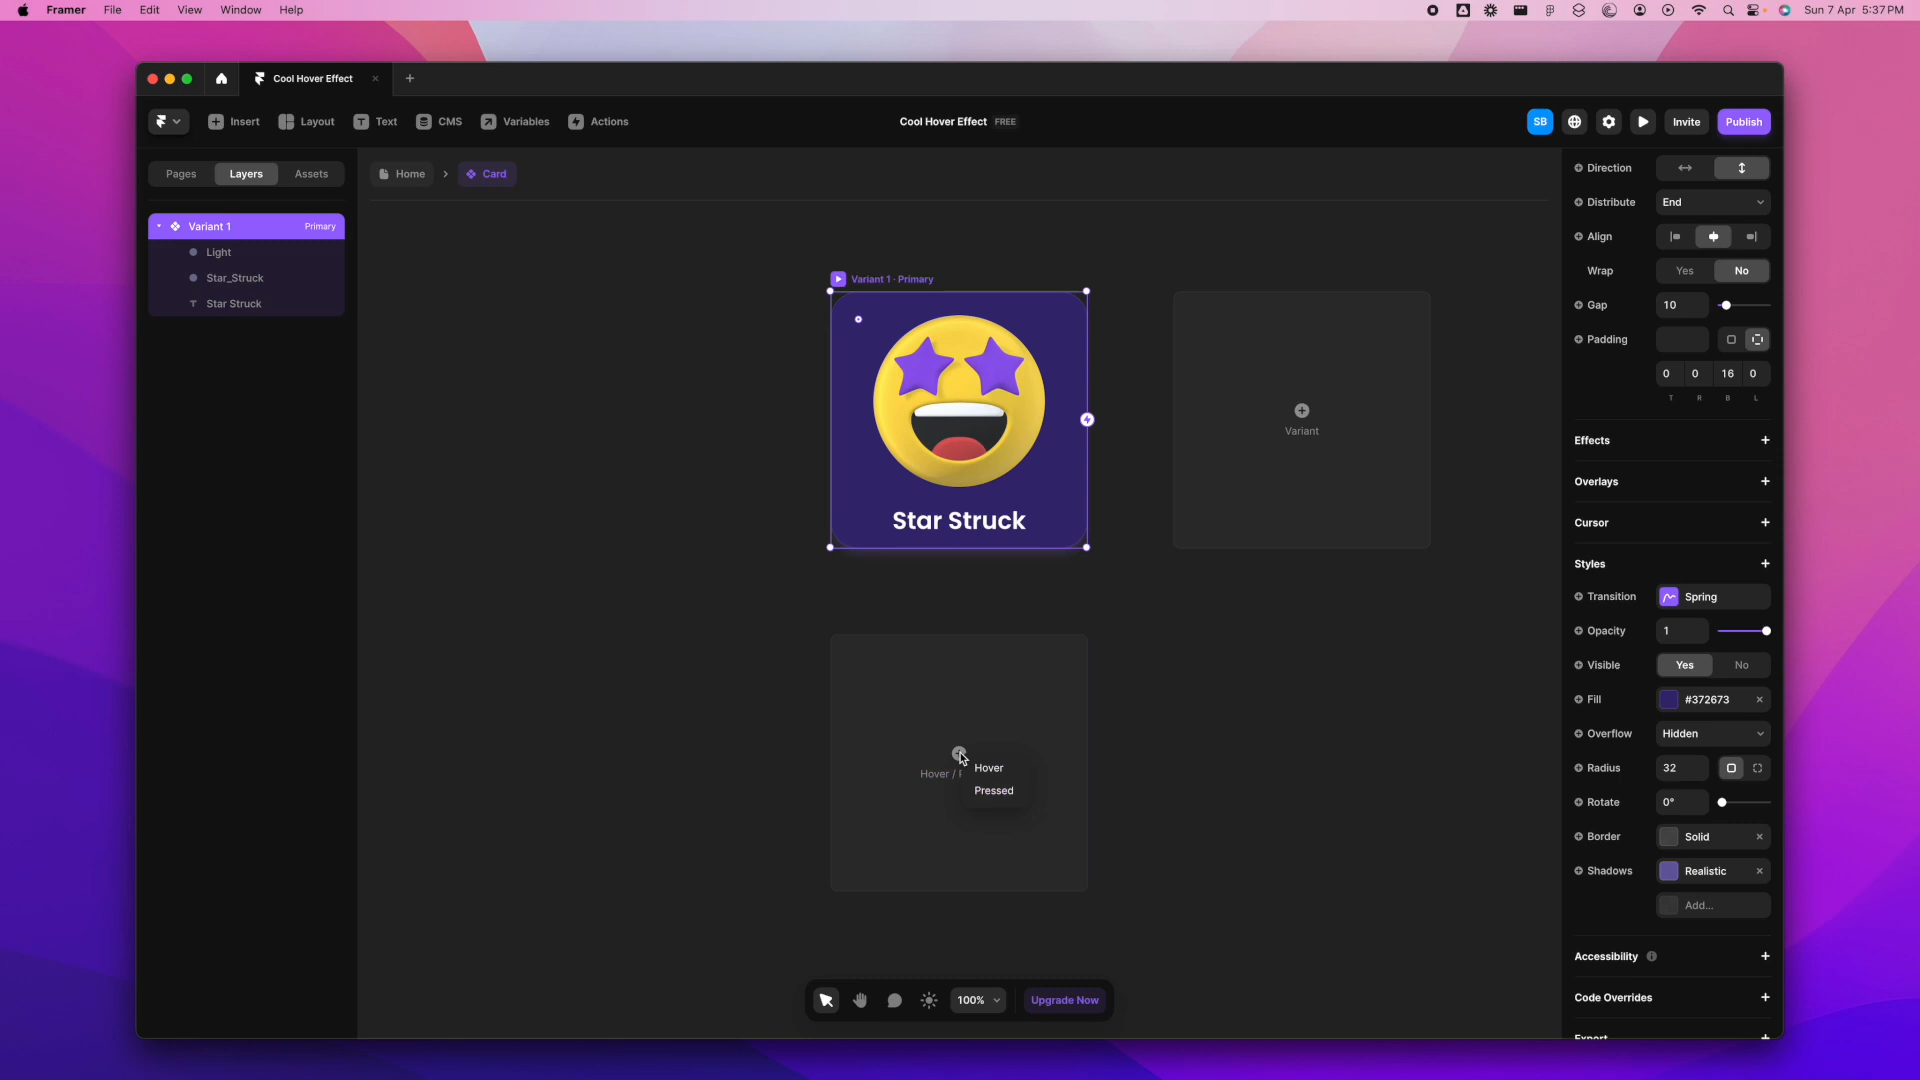 Framer File Edit View Window Help
Sun 7 Apr 5:37 PM
Cool Hover Effect
Insert Layout Text CMS Variables Actions
Cool Hover Effect FREE
SB Invite Publish
Pages Layers Assets
Home Card
Variant 1 Primary
Light
Star_Struck
Star Struck
Variant 1 · Primary
Star Struck
Variant
Hover /
Hover
Pressed
100% Upgrade Now
Direction
Distribute End
Align
Wrap Yes No
Gap 10
Padding
0 0 16 0
T R B L
Effects
Overlays
Cursor
Styles
Transition Spring
Opacity 1
Visible Yes No
Fill #372673
Overflow Hidden
Radius 32
Rotate 0°
Border Solid
Shadows Realistic
Add...
Accessibility
Code Overrides
Export